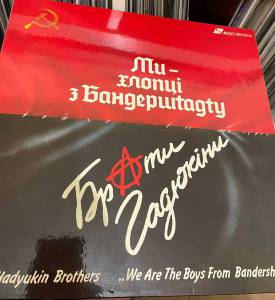 Ми -
хлопці
з Бандерштадту
Брати
Гадюкіни
Hadyukin Brothers ..We Are The Boys From Bandersh